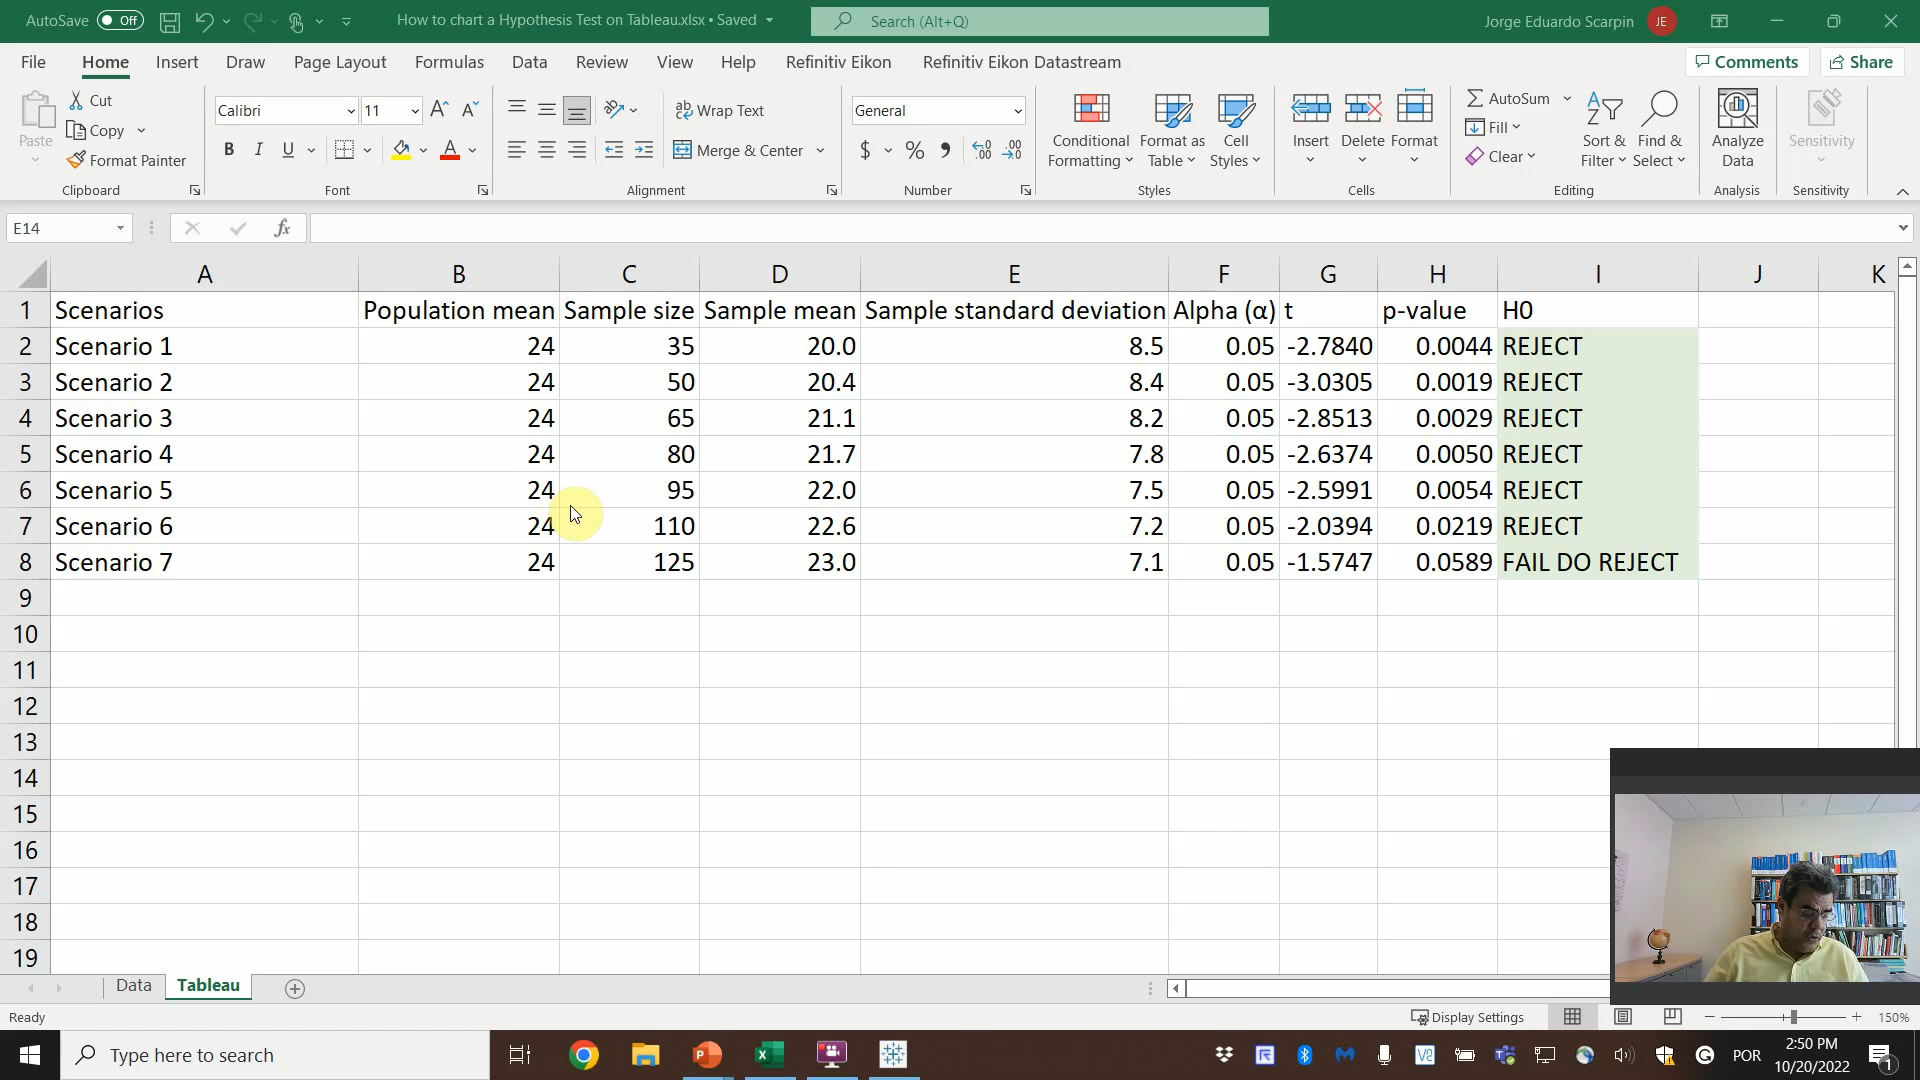 AutoSave Off How to chart a Hypothesis Test on Tableau.xlsx • Saved Search (Alt+Q) Jorge Eduardo Scarpin JE
File Home Insert Draw Page Layout Formulas Data Review View Help Refinitiv Eikon Refinitiv Eikon Datastream Comments Share
Paste Cut Copy Format Painter Clipboard
Calibri 11 B I U A Font
Wrap Text Merge & Center Alignment
General $ % Number
Conditional Formatting Format as Table Cell Styles Styles
Insert Delete Format Cells
AutoSum Fill Clear Sort & Filter Find & Select Editing
Analyze Data Analysis
Sensitivity Sensitivity
E14 fx
A B C D E F G H I J K
1 Scenarios Population mean Sample size Sample mean Sample standard deviation Alpha (α) t p-value H0
2 Scenario 1 24 35 20.0 8.5 0.05 -2.7840 0.0044 REJECT
3 Scenario 2 24 50 20.4 8.4 0.05 -3.0305 0.0019 REJECT
4 Scenario 3 24 65 21.1 8.2 0.05 -2.8513 0.0029 REJECT
5 Scenario 4 24 80 21.7 7.8 0.05 -2.6374 0.0050 REJECT
6 Scenario 5 24 95 22.0 7.5 0.05 -2.5991 0.0054 REJECT
7 Scenario 6 24 110 22.6 7.2 0.05 -2.0394 0.0219 REJECT
8 Scenario 7 24 125 23.0 7.1 0.05 -1.5747 0.0589 FAIL DO REJECT
9
10
11
12
13
14
15
16
17
18
19
Data Tableau
Ready Display Settings 150%
Type here to search POR 2:50 PM
10/20/2022 1